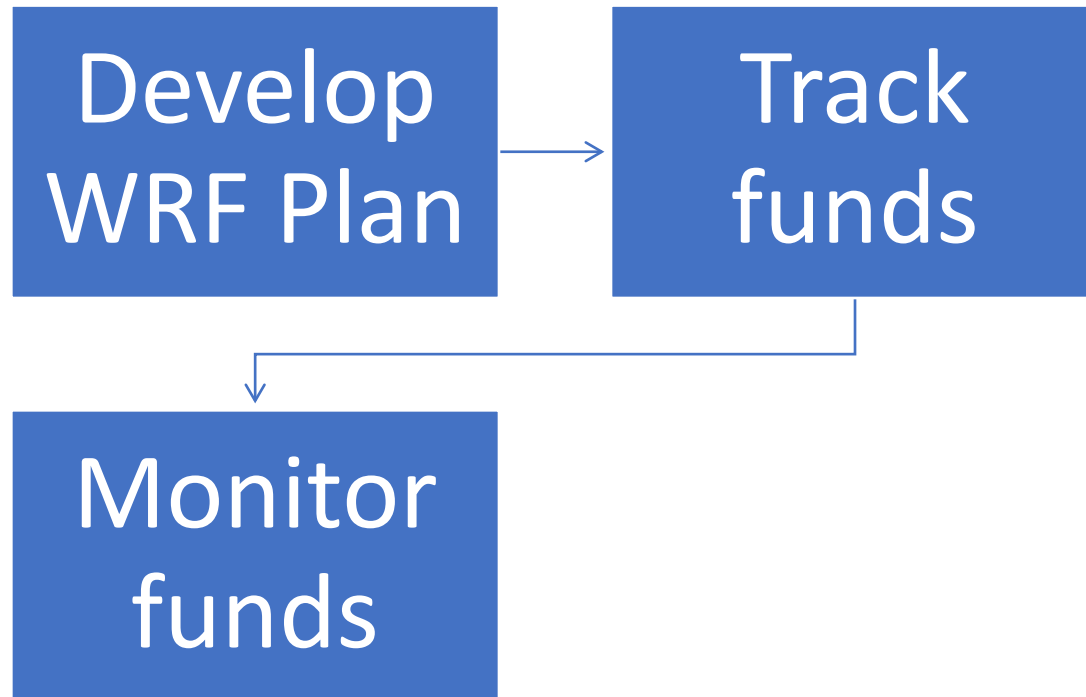 Develop
WRF Plan
Track
funds
Monitor
funds